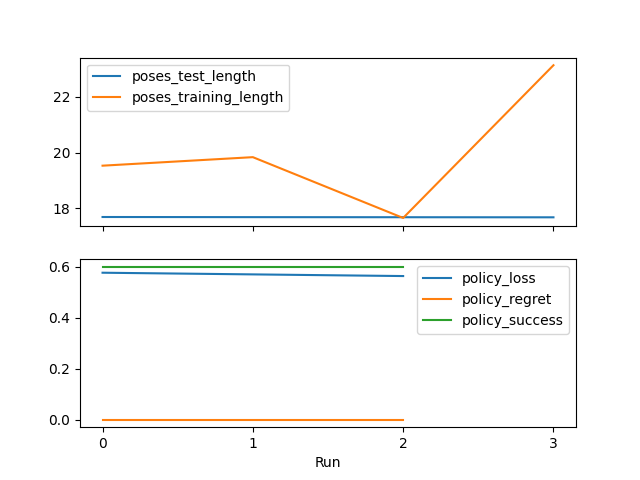 poses_test_length
poses_training_length
22
20
18
policy_loss
policy_regret
policy_success
0.6
0.4
0.2
0.0
0 1 2 3
Run